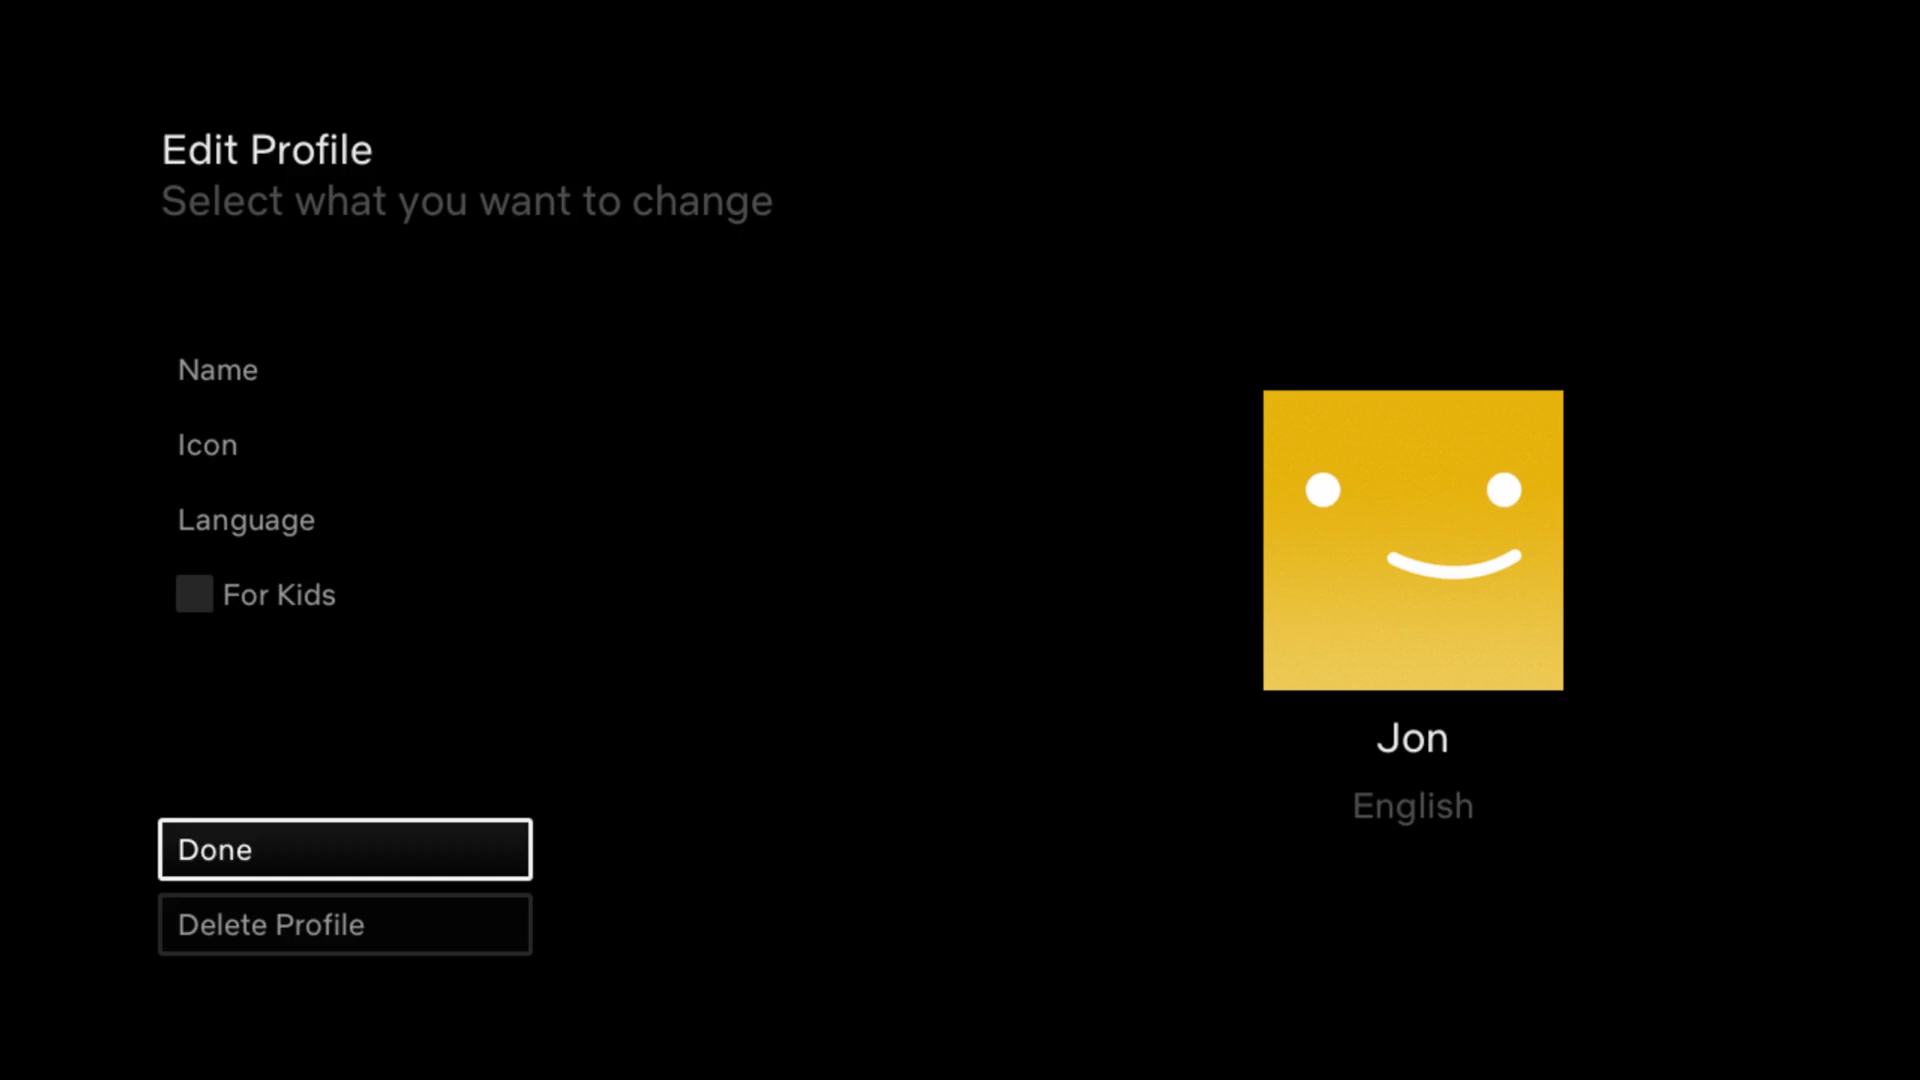 Edit Profile
Select what you want to change
Name
Icon
Language
For Kids
Done
Delete Profile
Jon
English